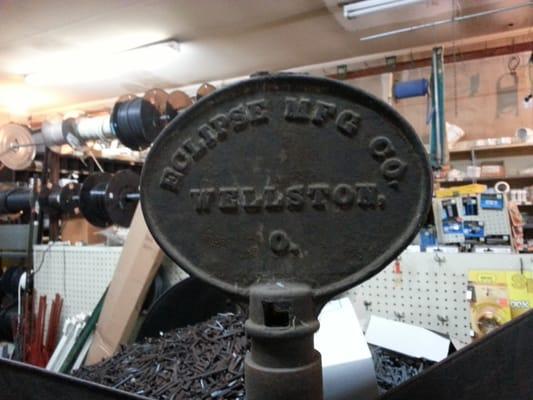 ECLIPSE MFG CO.
WELLSTON,
O.